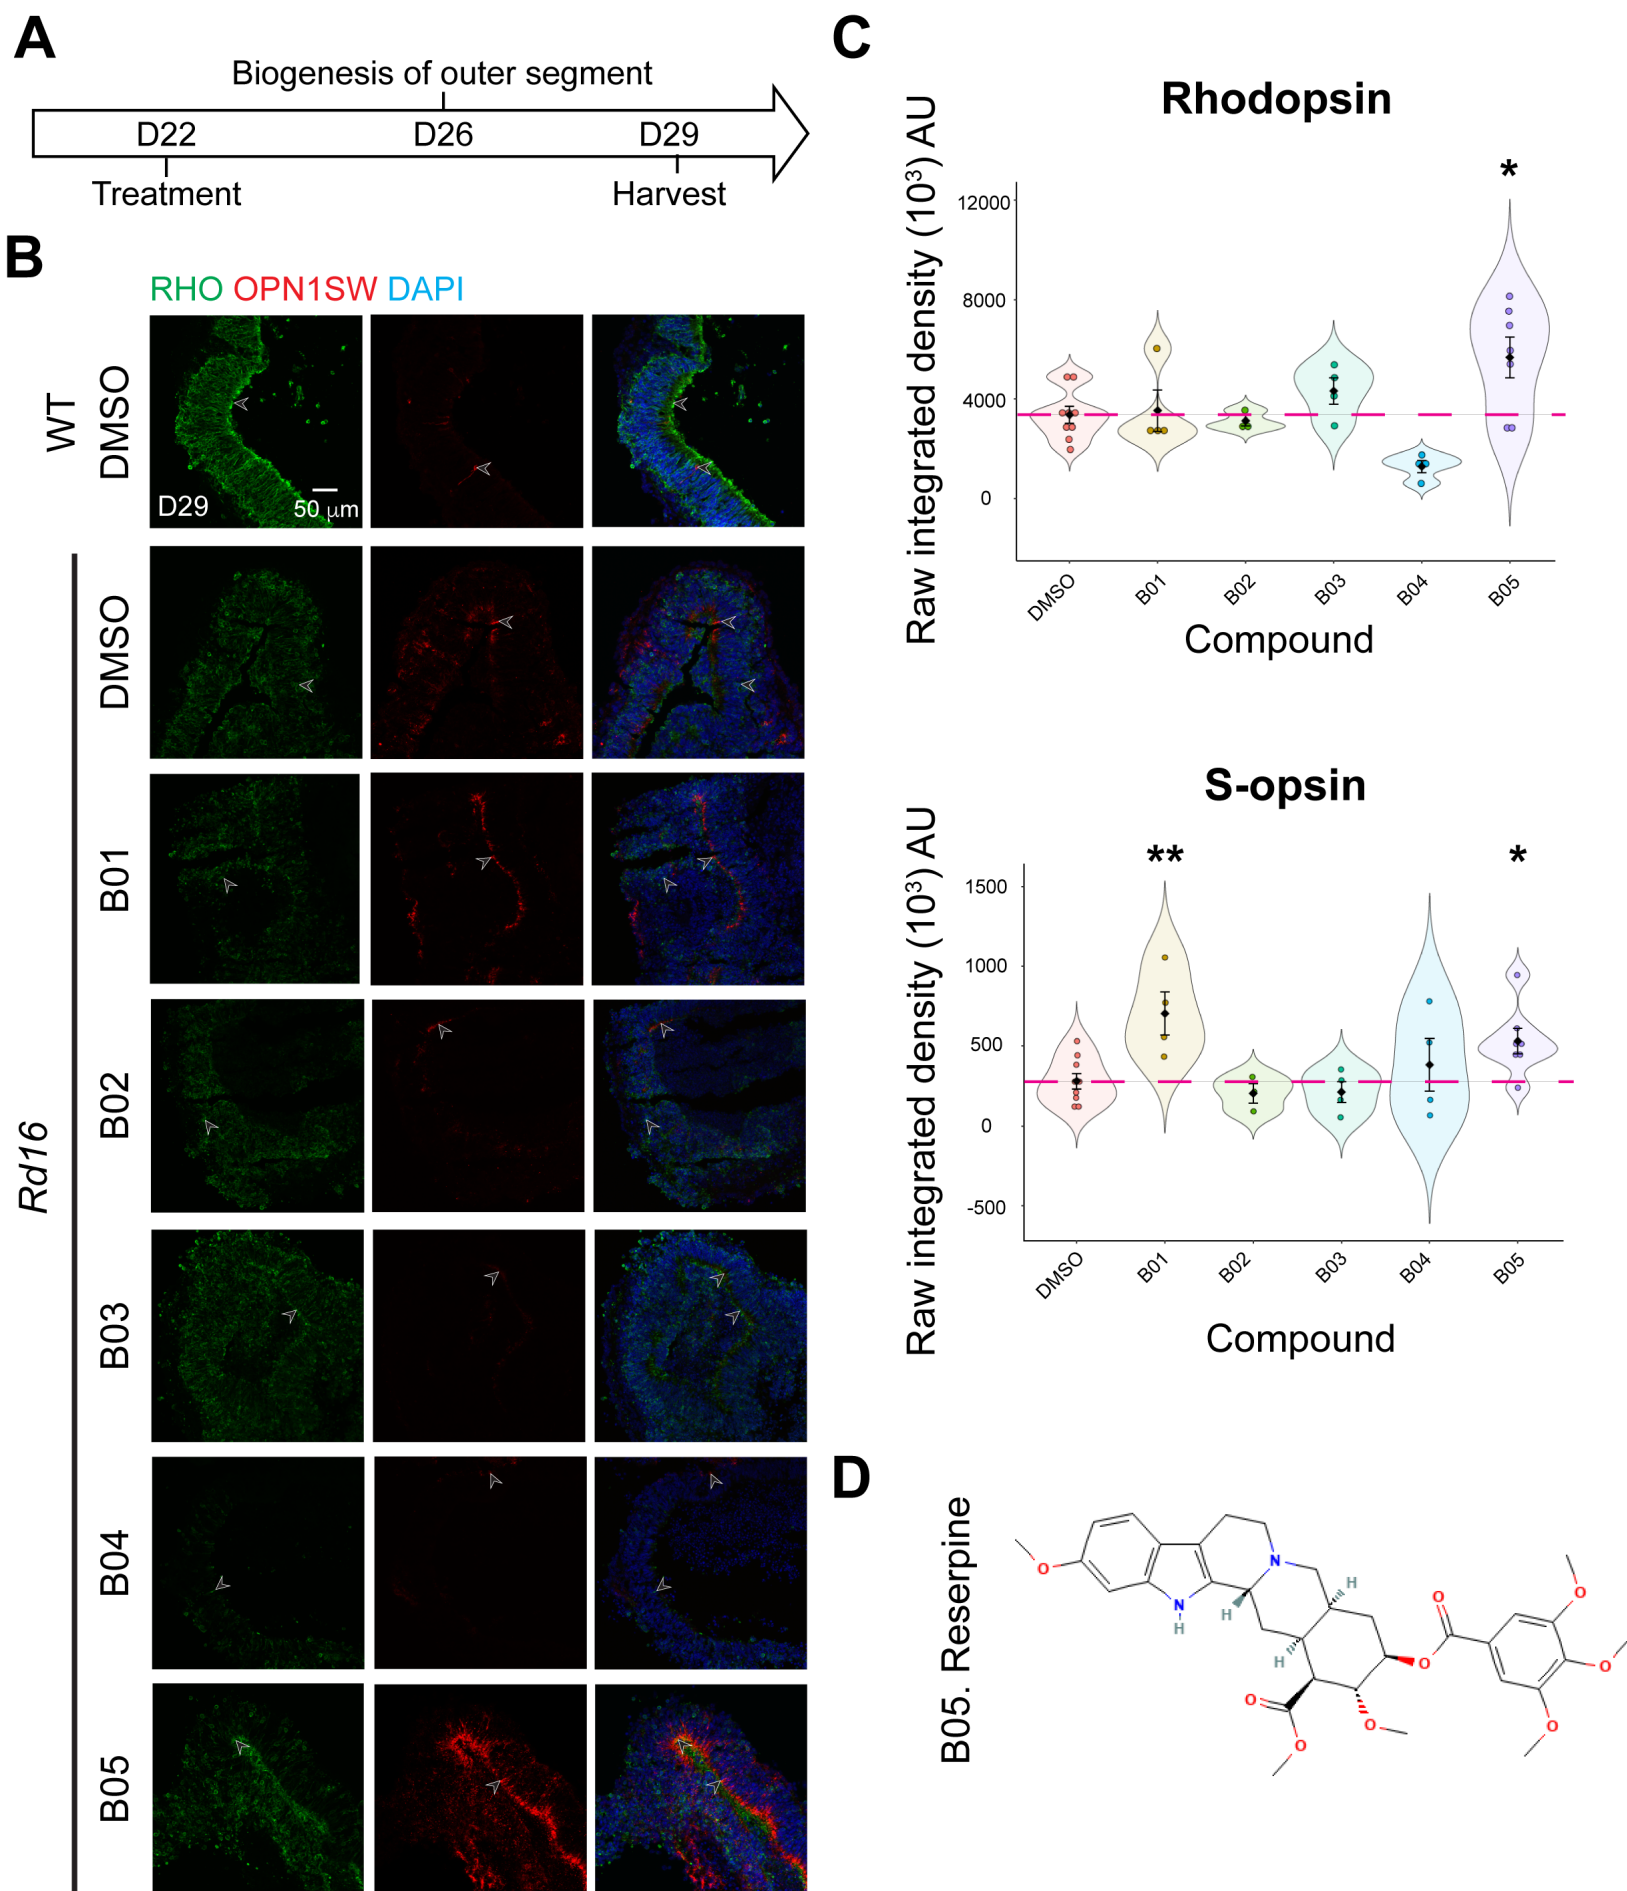 A
Biogenesis of outer segment
D22 D26 D29
Treatment Harvest
B
RHO OPN1SW DAPI
WT
DMSO
D29
50 μm
Rd16
DMSO
B01
B02
B03
B04
B05
C
Rhodopsin
Raw integrated density (10³) AU
*
12000
8000
4000
0
DMSO B01 B02 B03 B04 B05
Compound
S-opsin
Raw integrated density (10³) AU
** *
1500
1000
500
0
-500
DMSO B01 B02 B03 B04 B05
Compound
D
B05. Reserpine
O
N
N
H
H
H
H
O
O
O
O
O
O
O
O